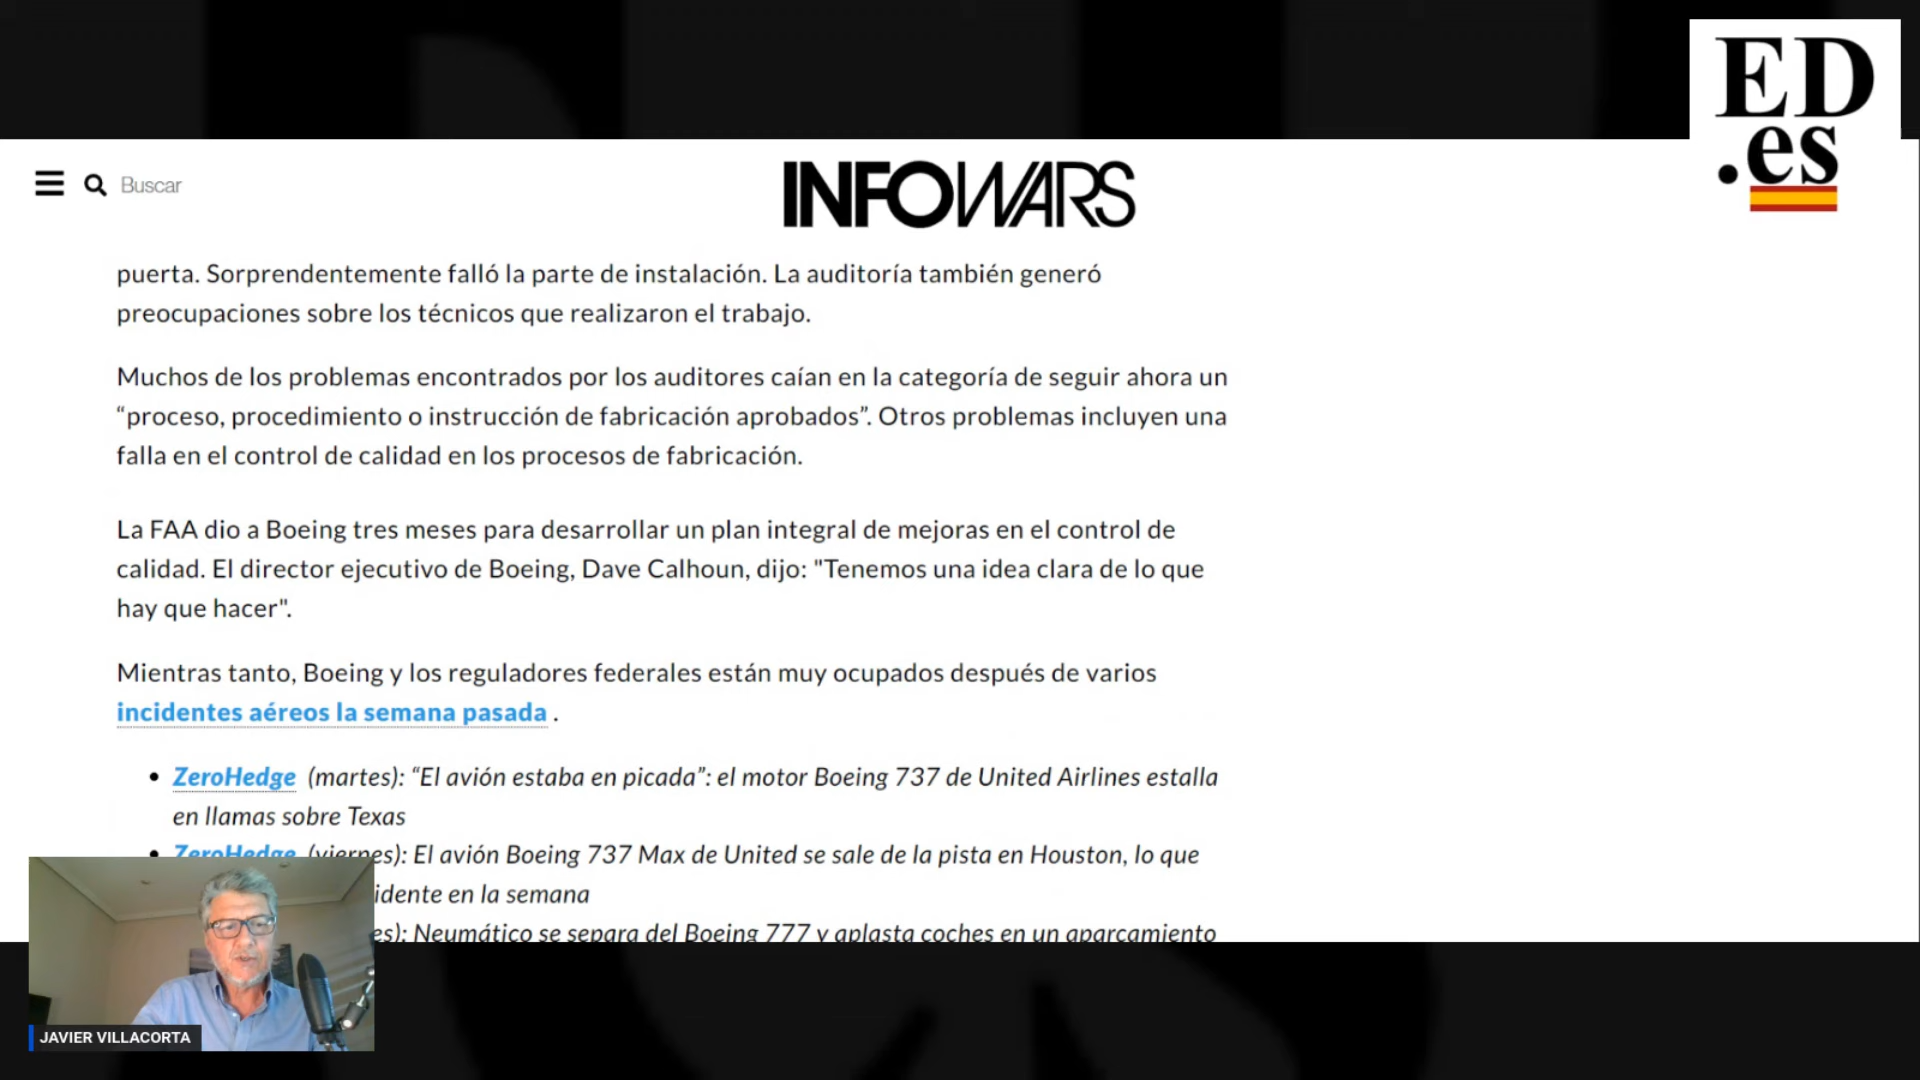 ED
.es
Buscar
INFOWARS
puerta. Sorprendentemente falló la parte de instalación. La auditoría también generó
preocupaciones sobre los técnicos que realizaron el trabajo.
Muchos de los problemas encontrados por los auditores caían en la categoría de seguir ahora un
“proceso, procedimiento o instrucción de fabricación aprobados”. Otros problemas incluyen una
falla en el control de calidad en los procesos de fabricación.
La FAA dio a Boeing tres meses para desarrollar un plan integral de mejoras en el control de
calidad. El director ejecutivo de Boeing, Dave Calhoun, dijo: "Tenemos una idea clara de lo que
hay que hacer".
Mientras tanto, Boeing y los reguladores federales están muy ocupados después de varios
incidentes aéreos la semana pasada .
• ZeroHedge (martes): “El avión estaba en picada”: el motor Boeing 737 de United Airlines estalla
en llamas sobre Texas
• ZeroHedge (viernes): El avión Boeing 737 Max de United se sale de la pista en Houston, lo que
idente en la semana
es): Neumático se separa del Boeing 777 y aplasta coches en un aparcamiento
JAVIER VILLACORTA